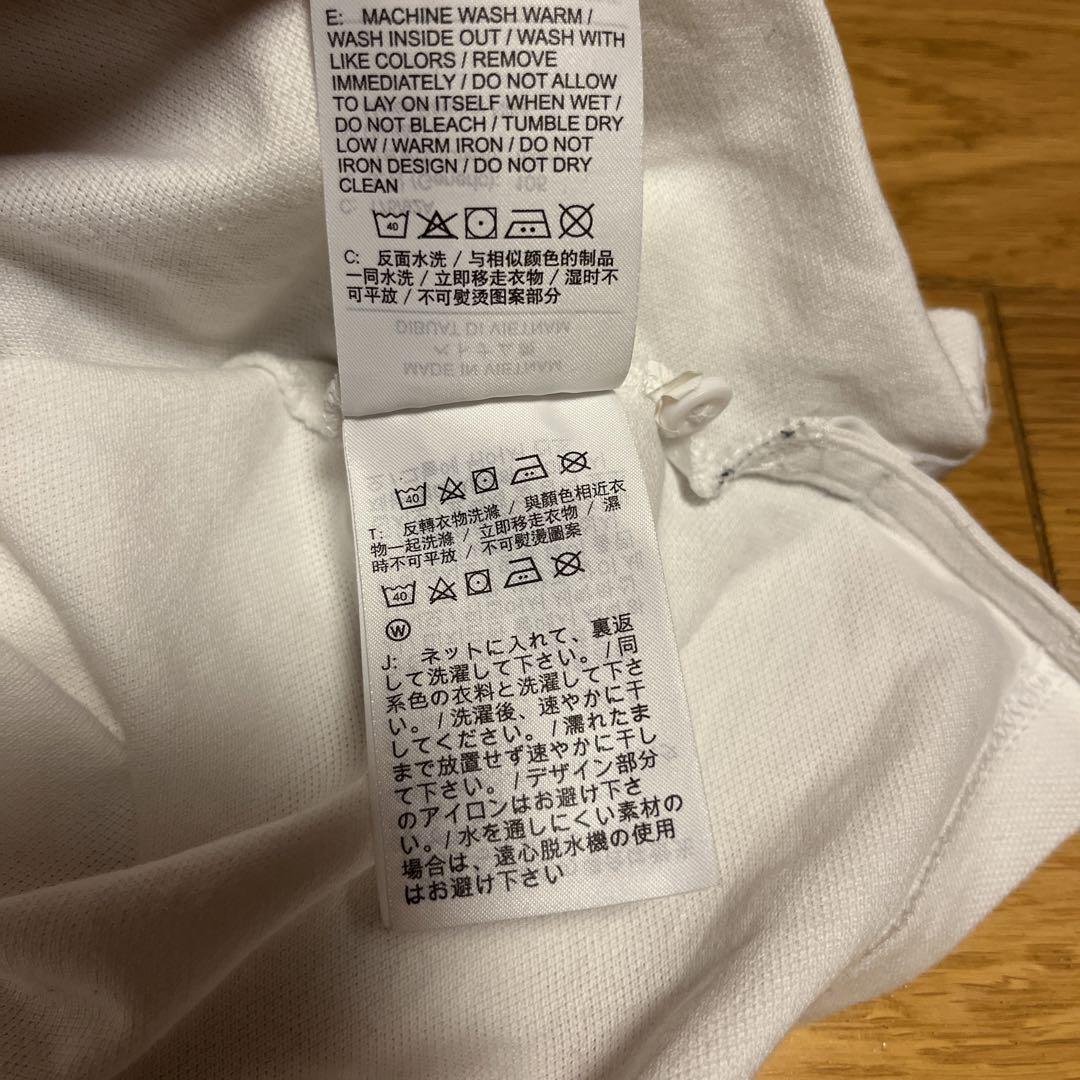 E: MACHINE WASH WARM /
WASH INSIDE OUT / WASH WITH
LIKE COLORS / REMOVE
IMMEDIATELY / DO NOT ALLOW
TO LAY ON ITSELF WHEN WET /
DO NOT BLEACH / TUMBLE DRY
LOW / WARM IRON / DO NOT
IRON DESIGN / DO NOT DRY
CLEAN
40
C: 反面水洗 / 与相似颜色的制品
一同水洗 / 立即移走衣物 / 湿时不
可平放 / 不可熨烫图案部分
DIBUAT DI VIETNAM
ベトナム製
MADE IN VIETNAM
40
T: 反轉衣物洗滌 / 與顏色相近衣
物一起洗滌 / 立即移走衣物 / 濕
時不可平放 / 不可熨燙圖案
40
W
J: ネットに入れて、裏返
して洗濯して下さい。/同
系色の衣料と洗濯して下さ
い。/洗濯後、速やかに干
してください。/濡れたま
まで放置せず速やかに干し
て下さい。/デザイン部分
のアイロンはお避け下さ
い。/水を通しにくい素材の
場合は、遠心脱水機の使用
はお避け下さい